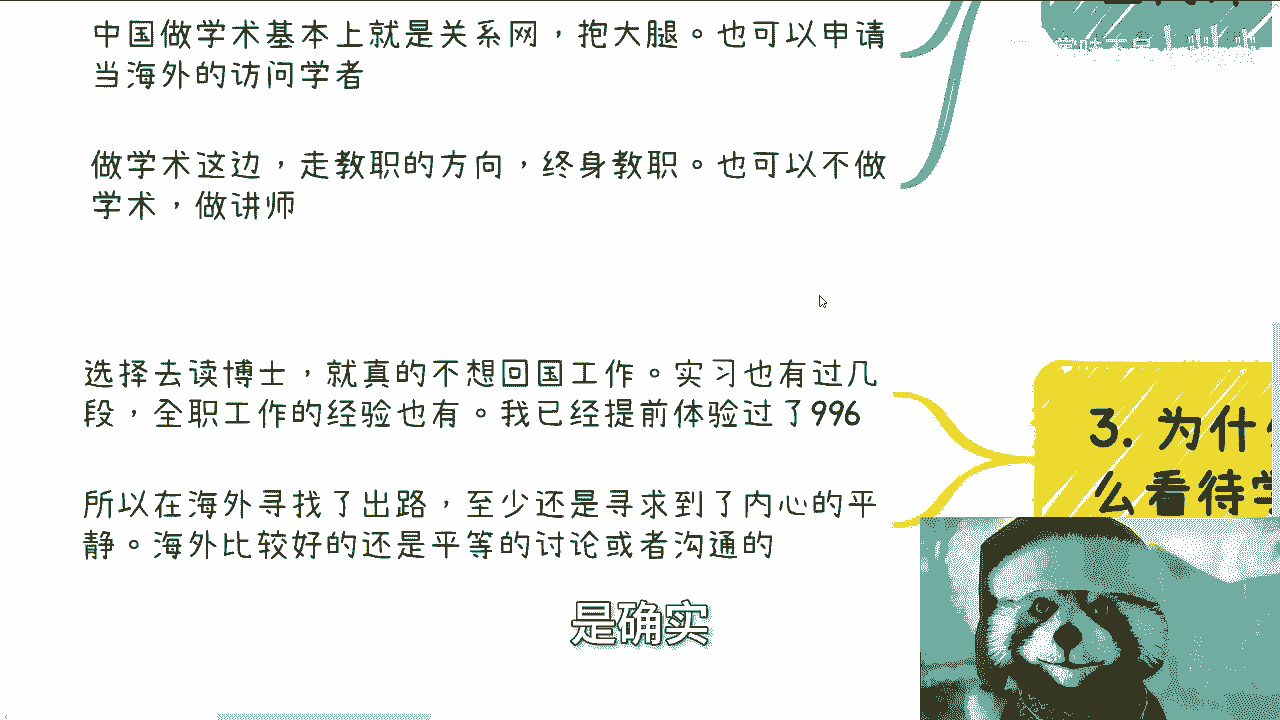 中国做学术基本上就是关系网，抱大腿。也可以申请
当海外的访问学者
做学术这边，走教职的方向，终身教职。也可以不做
学术，做讲师
选择去读博士，就真的不想回国工作。实习也有过几
段，全职工作的经验也有。我已经提前体验过了996
所以在海外寻找了出路，至少还是寻求到了内心的平
静。海外比较好的还是平等的讨论或者沟通的
3. 为什
么看待学
是确实